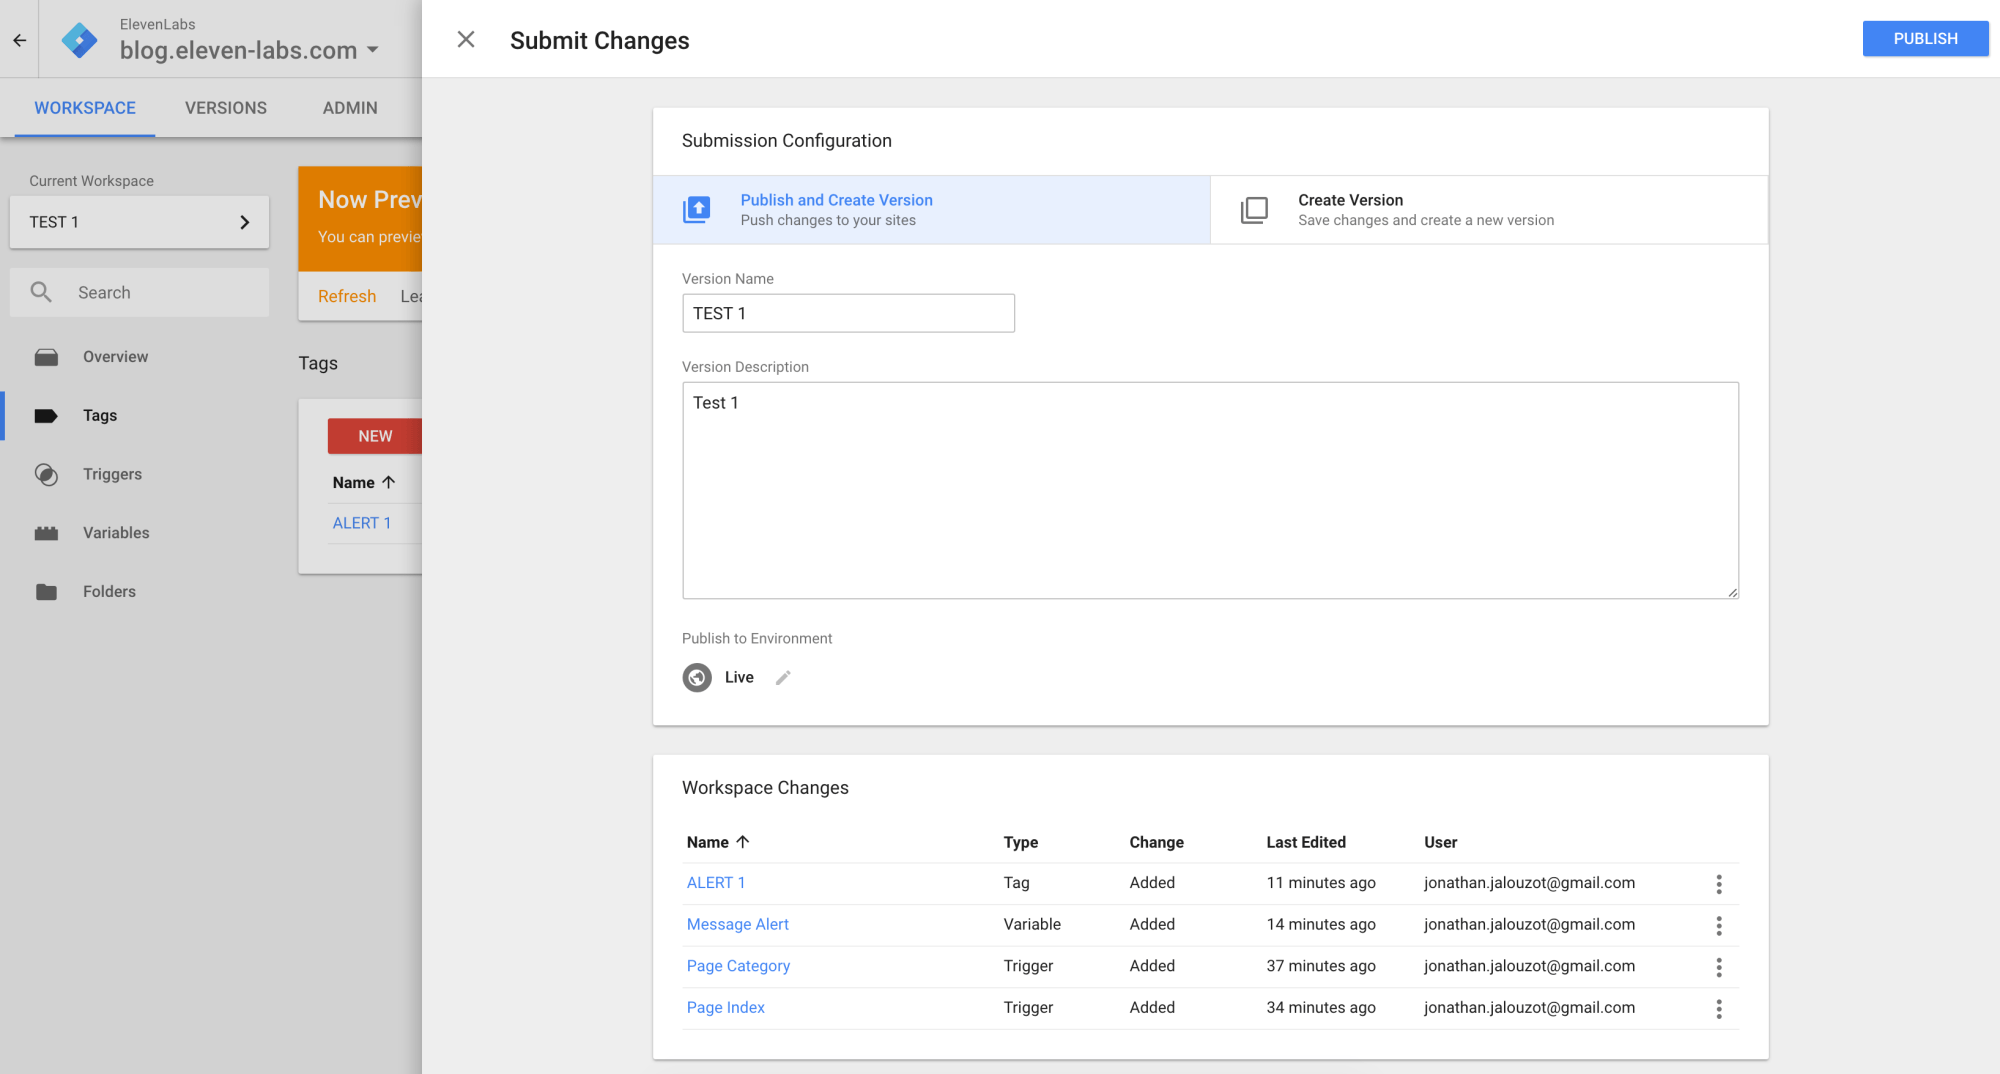 ElevenLabs
blog.eleven-labs.com
WORKSPACE VERSIONS ADMIN
Current Workspace
TEST 1
Search
Overview
Tags
Triggers
Variables
Folders
Now Prev
You can previe
Refresh Lea
Tags
NEW
Name
ALERT 1
Submit Changes
PUBLISH
Submission Configuration
Publish and Create Version
Push changes to your sites
Create Version
Save changes and create a new version
Version Name
TEST 1
Version Description
Test 1
Publish to Environment
Live
Workspace Changes
Name Type Change Last Edited User
ALERT 1 Tag Added 11 minutes ago jonathan.jalouzot@gmail.com
Message Alert Variable Added 14 minutes ago jonathan.jalouzot@gmail.com
Page Category Trigger Added 37 minutes ago jonathan.jalouzot@gmail.com
Page Index Trigger Added 34 minutes ago jonathan.jalouzot@gmail.com